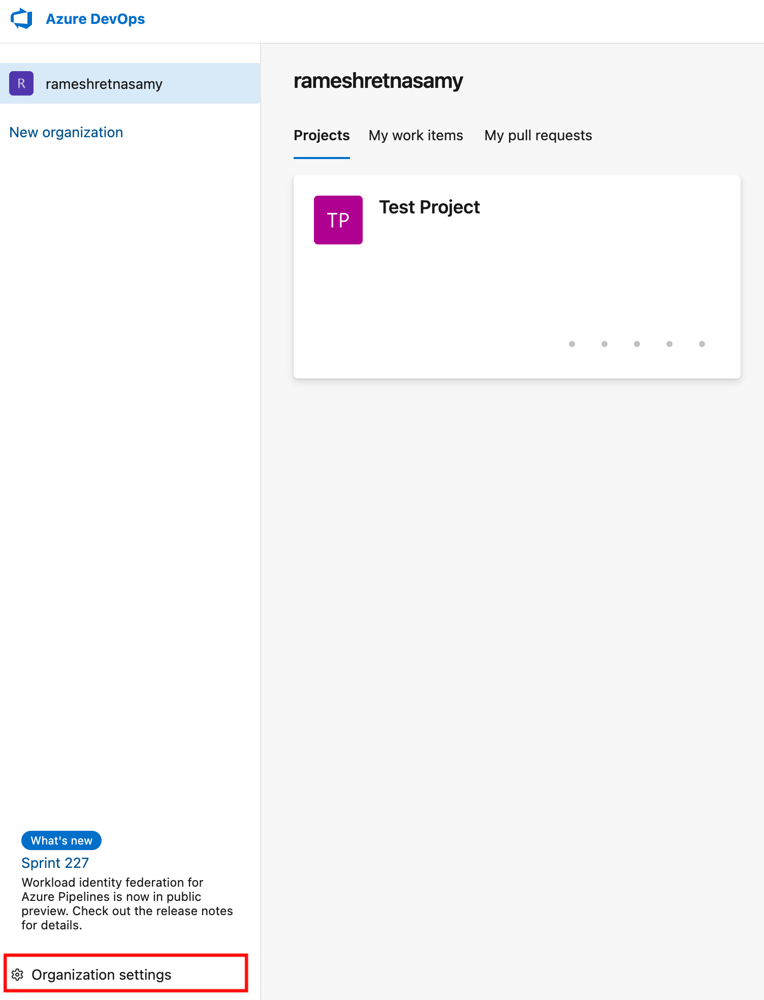 Azure DevOps
R
rameshretnasamy
New organization
rameshretnasamy
Projects
My work items
My pull requests
TP
Test Project
What's new
Sprint 227
Workload identity federation for
Azure Pipelines is now in public
preview. Check out the release notes
for details.
Organization settings